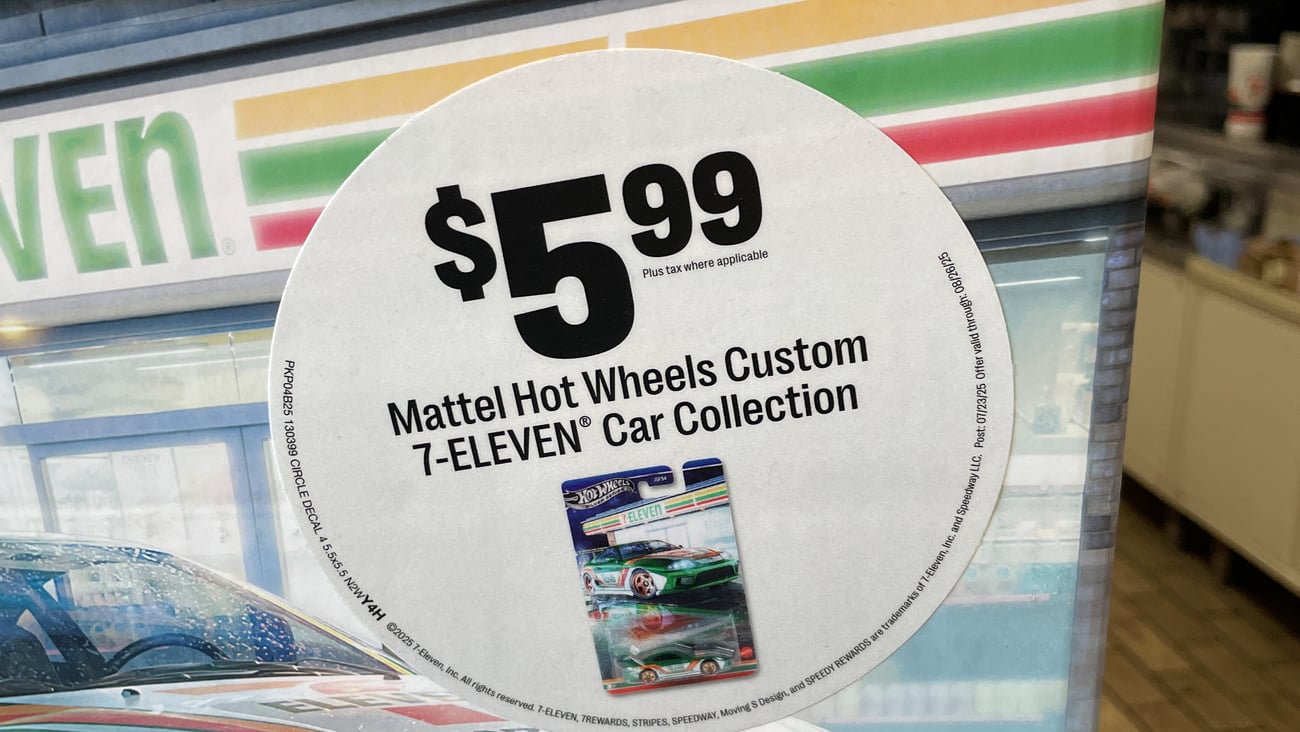 VEN®
$5 99
Plus tax where applicable
Mattel Hot Wheels Custom
7-ELEVEN® Car Collection
HOT WHEELS
7-ELEVEN
PKP04B25 130399 CIRCLE DECAL 4 5.5x5.5 N2WY4H ©2025 7-Eleven, Inc. All rights reserved. 7-ELEVEN, 7REWARDS, STRIPES, SPEEDWAY, Moving S Design, and SPEEDY REWARDS are trademarks of 7-Eleven, Inc. and Speedway LLC. Post: 07/23/25 Offer valid through: 08/26/25
CHICKEN
ELEVE